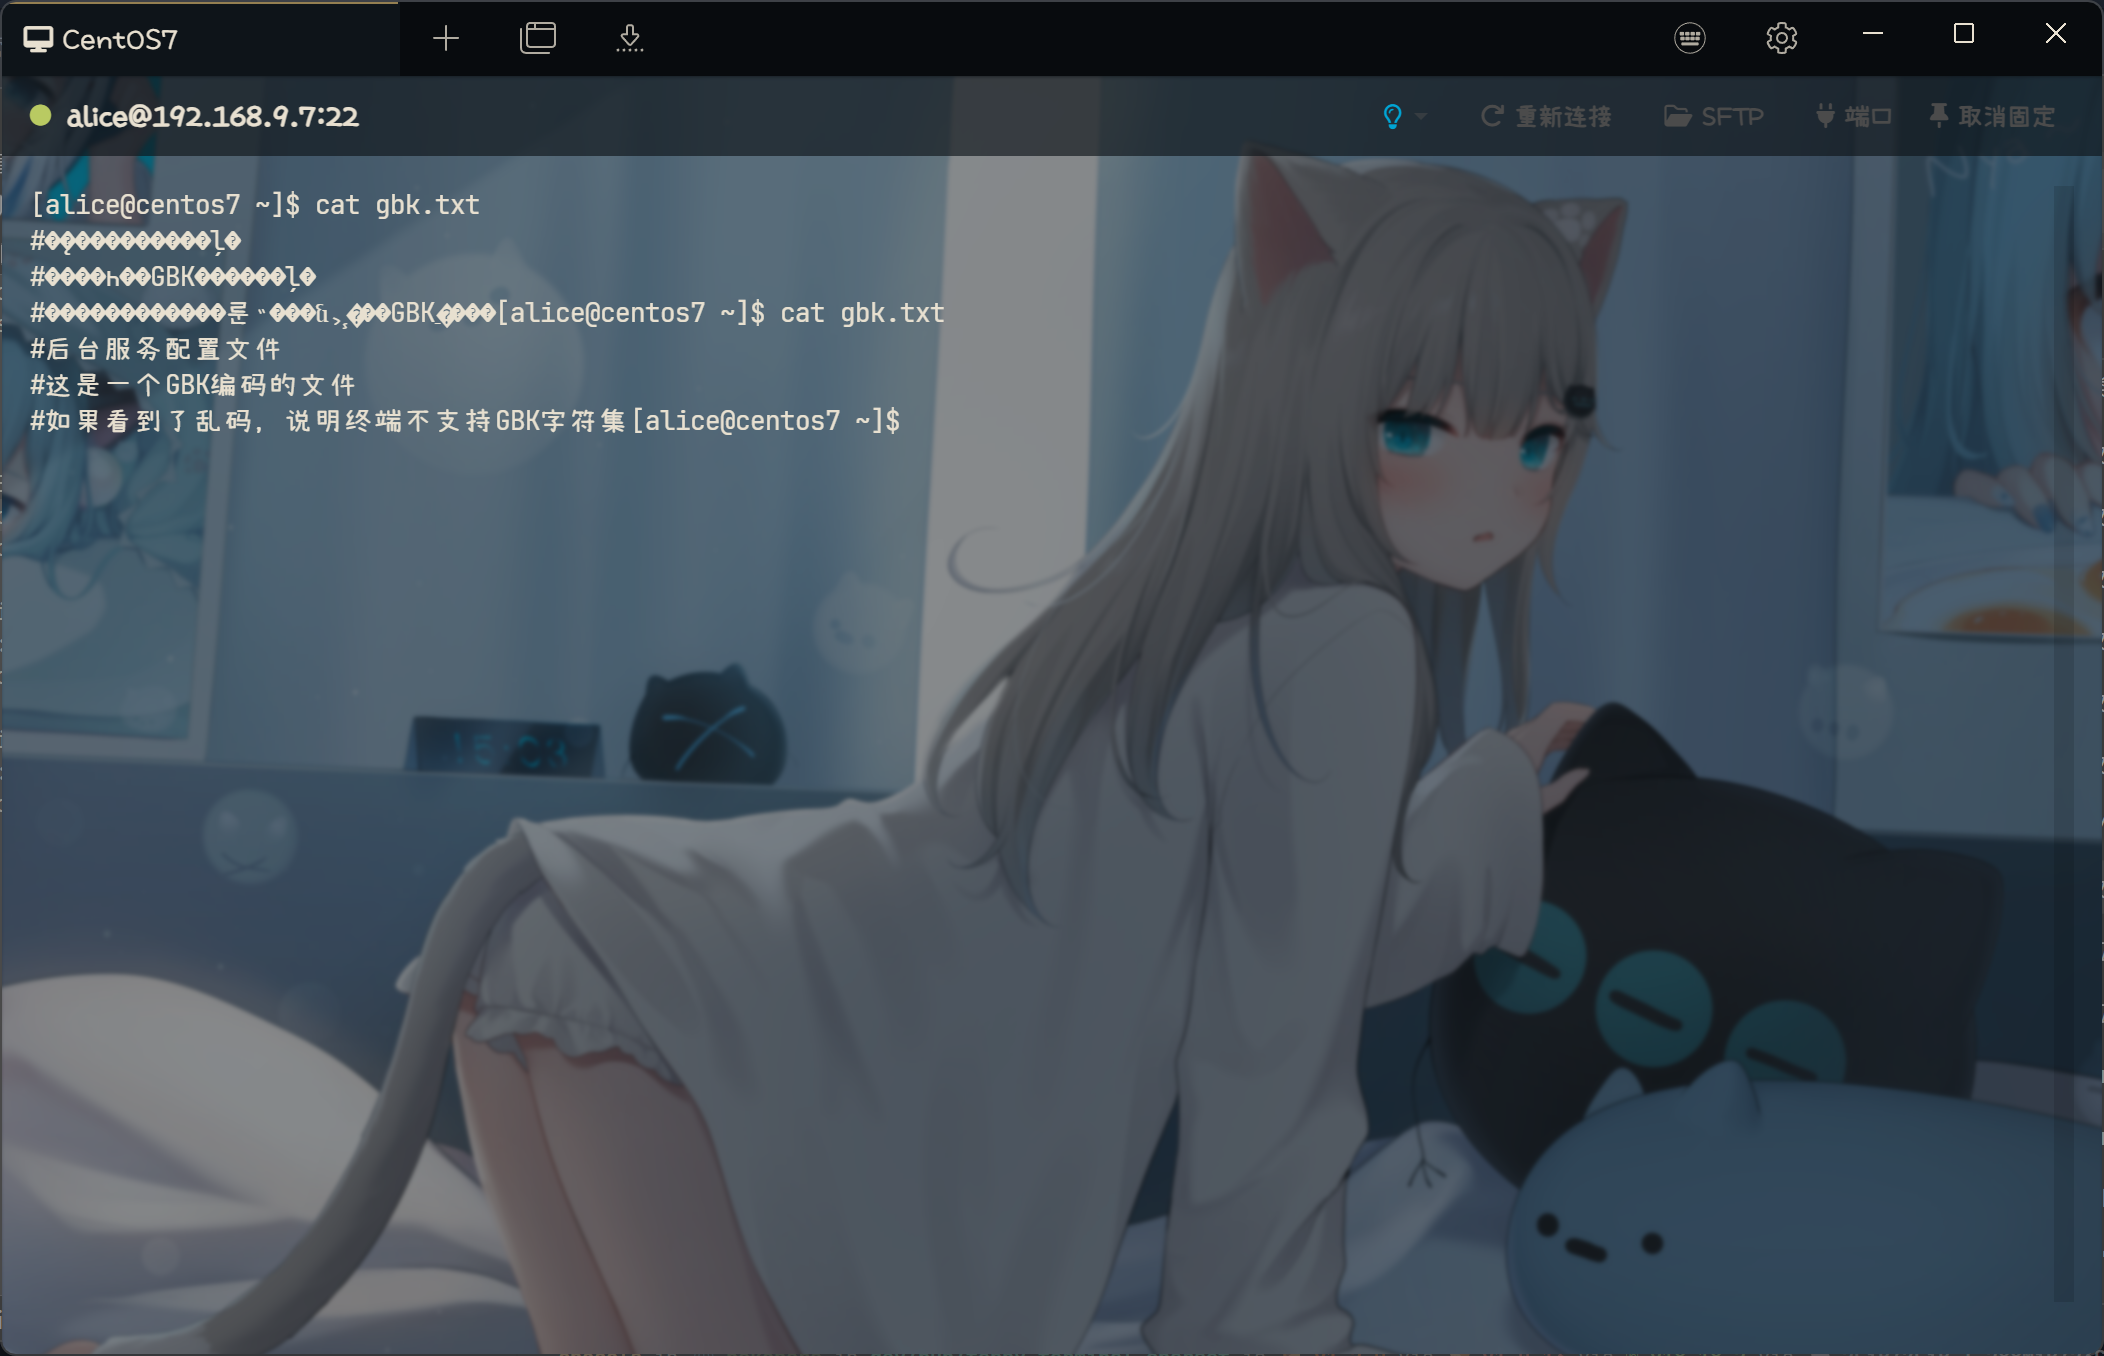 CentOS7
alice@192.168.9.7:22
重新连接
SFTP
端口
取消固定
[alice@centos7 ~]$ cat gbk.txt
#�ģ����������ļ�
#����һ��GBK������ļ�
GBK
[alice@centos7 ~]$ cat gbk.txt
#后台服务配置文件
#这是一个GBK编码的文件
#如果看到了乱码，说明终端不支持GBK字符集[alice@centos7 ~]$
15:03